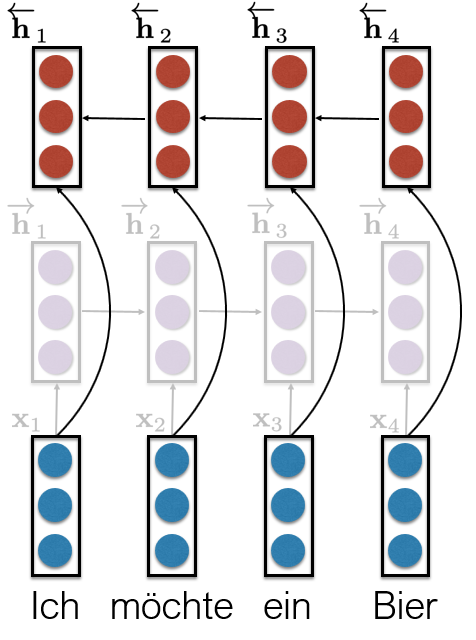 ←h₁ ←h₂ ←h₃ ←h₄
→h₁ →h₂ →h₃ →h₄
x₁ x₂ x₃ x₄
Ich möchte ein Bier